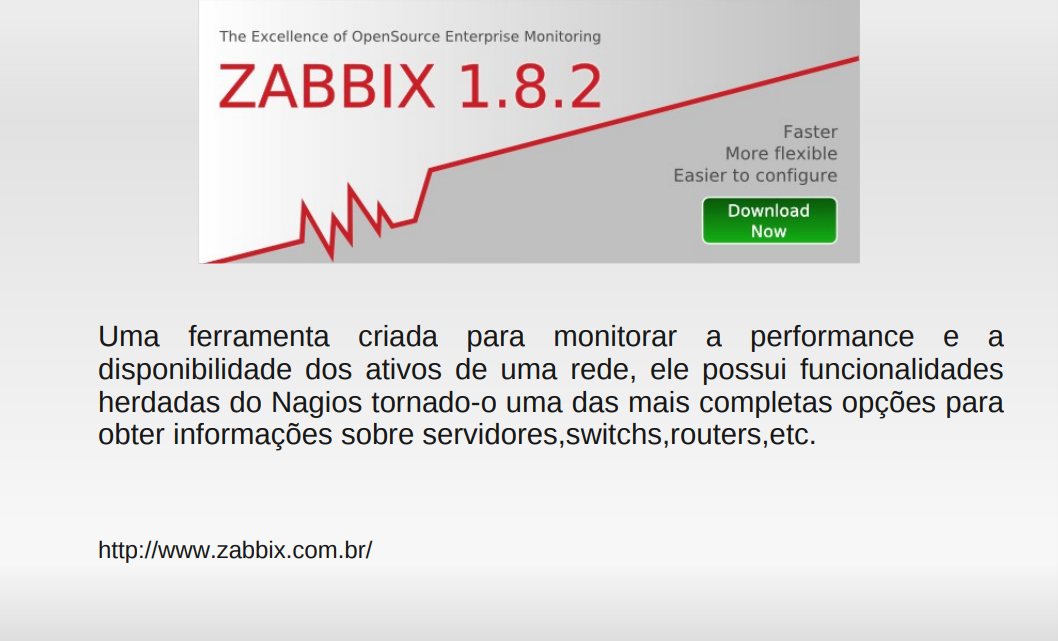 The Excellence of OpenSource Enterprise Monitoring
ZABBIX 1.8.2
Faster
More flexible
Easier to configure
Download
Now
Uma ferramenta criada para monitorar a performance e a
disponibilidade dos ativos de uma rede, ele possui funcionalidades
herdadas do Nagios tornado-o uma das mais completas opções para
obter informações sobre servidores,switchs,routers,etc.
http://www.zabbix.com.br/